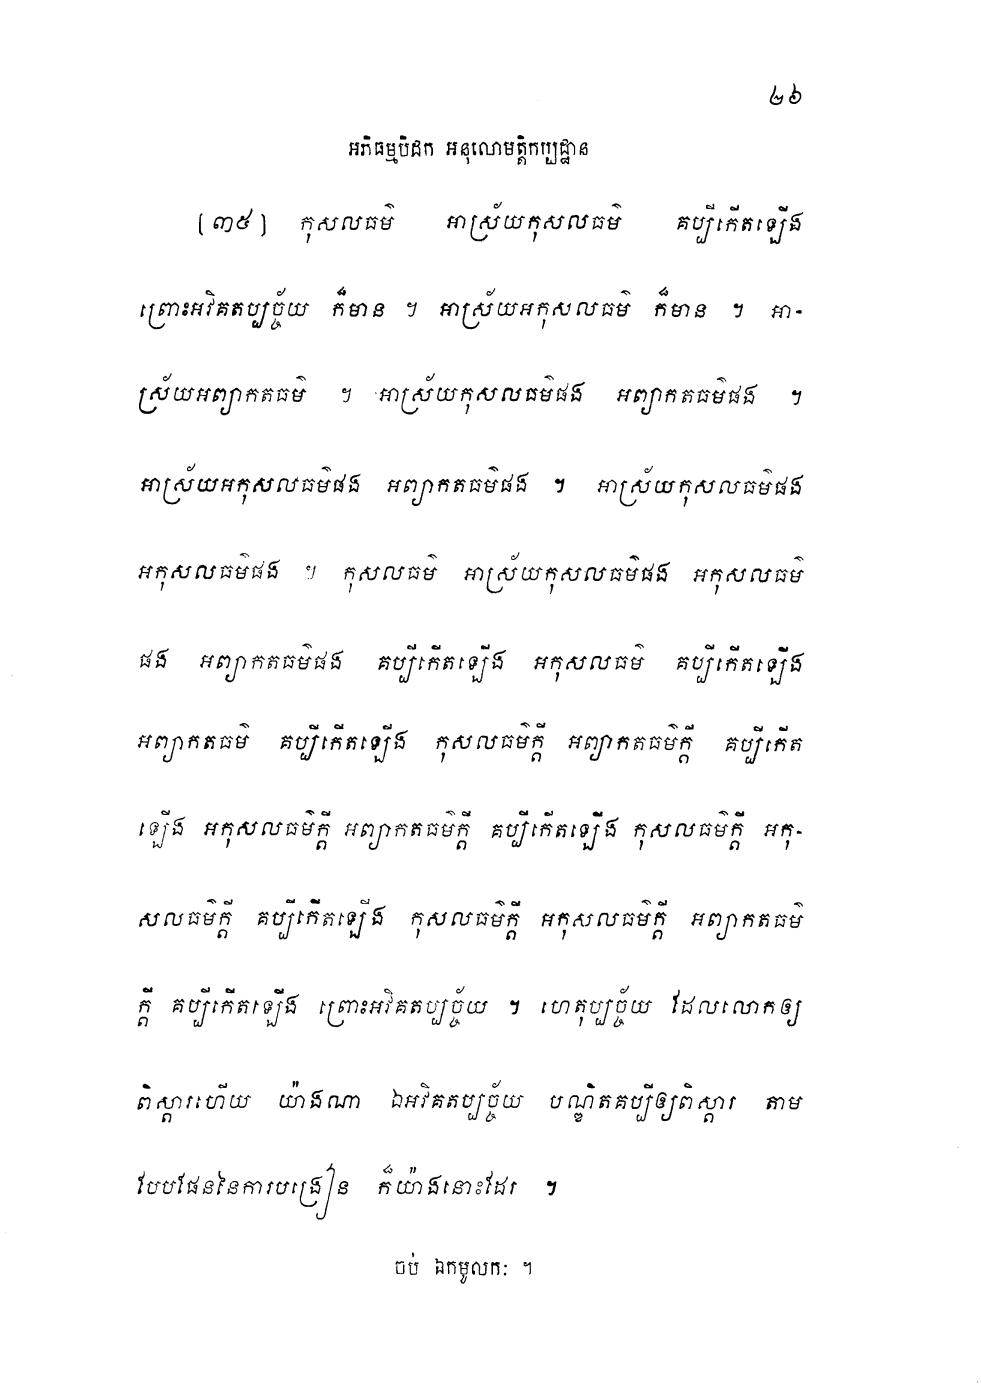 ២៦
អភិធម្មបិដក អនុលោមត្តិកប្បដ្ឋាន
(៣៥) កុសលធម៌ អាស្រ័យកុសលធម៌ គប្បីកើតឡើង
ព្រោះអវិគតប្បច្ច័យ ក៏មាន ។ អាស្រ័យអកុសលធម៌ ក៏មាន ។ អា-
ស្រ័យអព្យាកតធម៌ ។ អាស្រ័យកុសលធម៌ផង អព្យាកតធម៌ផង ។
អាស្រ័យអកុសលធម៌ផង អព្យាកតធម៌ផង ។ អាស្រ័យកុសលធម៌ផង
អកុសលធម៌ផង ។ កុសលធម៌ អាស្រ័យកុសលធម៌ផង អកុសលធម៌
ផង អព្យាកតធម៌ផង គប្បីកើតឡើង អកុសលធម៌ គប្បីកើតឡើង
អព្យាកតធម៌ គប្បីកើតឡើង កុសលធម៌ក្តី អព្យាកតធម៌ក្តី គប្បីកើត
ឡើង អកុសលធម៌ក្តី អព្យាកតធម៌ក្តី គប្បីកើតឡើង កុសលធម៌ក្តី អកុ-
សលធម៌ក្តី គប្បីកើតឡើង កុសលធម៌ក្តី អកុសលធម៌ក្តី អព្យាកតធម៌
ក្តី គប្បីកើតឡើង ព្រោះអវិគតប្បច្ច័យ ។ ហេតុប្បច្ច័យ ដែលលោកឲ្យ
ពិស្តារហើយ យ៉ាងណា ឯអវិគតប្បច្ច័យ បណ្ឌិតគប្បីឲ្យពិស្តារ តាម
បែបផែននៃការបង្រៀន ក៏យ៉ាងនោះដែរ ។
ចប់ ឯកមូលកៈ ។